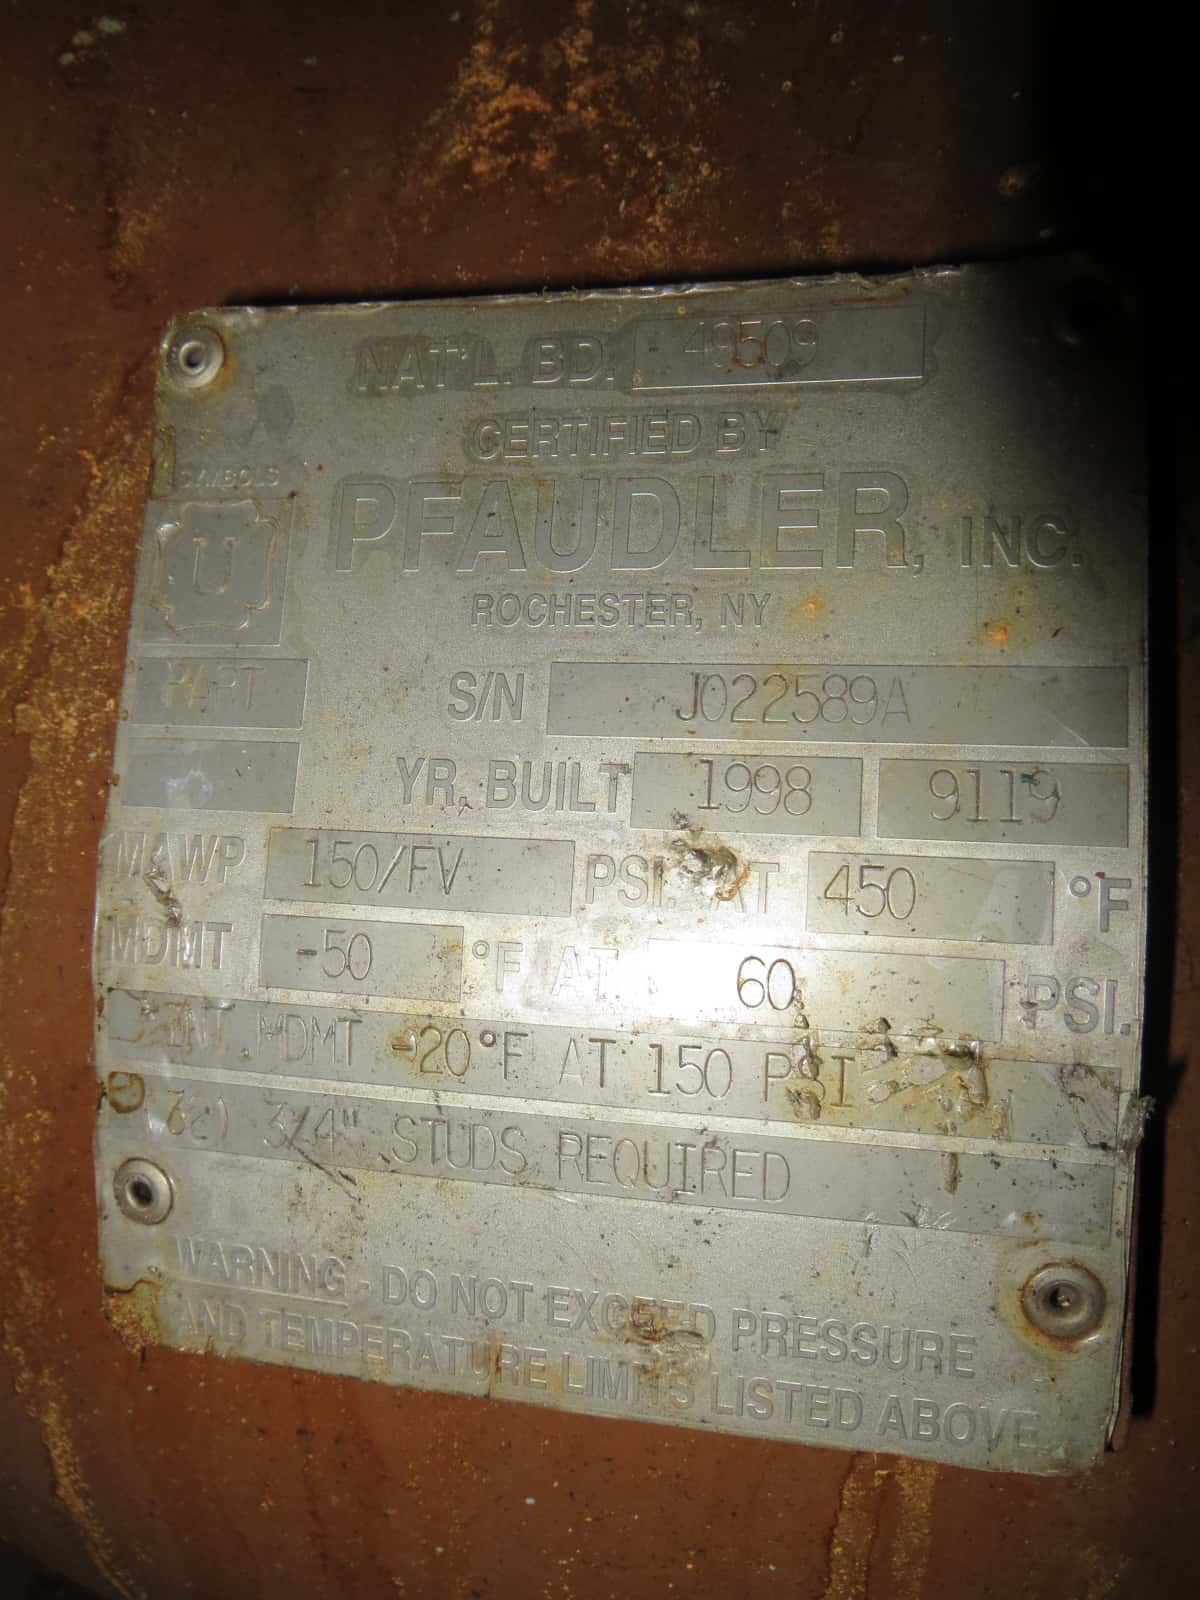 NAT'L. BD. 49509
CERTIFIED BY
SYMBOLS
PFAUDLER, INC.
U
ROCHESTER, NY
PART S/N J022589A
YR. BUILT 1998 9119
MAWP 150/FV PSI. AT 450 °F
MDMT -50 °F AT 60 PSI.
INT. MDMT -20°F AT 150 PSI
3/4" STUDS REQUIRED
WARNING - DO NOT EXCEED PRESSURE
AND TEMPERATURE LIMITS LISTED ABOVE.